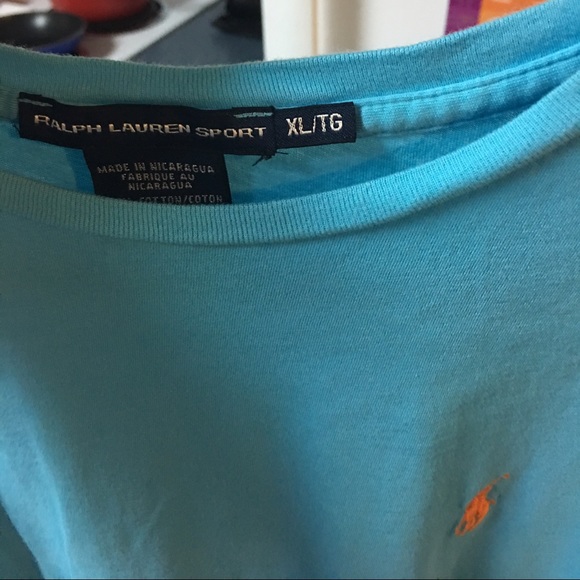 RALPH LAUREN SPORT XL/TG
MADE IN NICARAGUA
FABRIQUE AU
NICARAGUA
COTTON/COTON